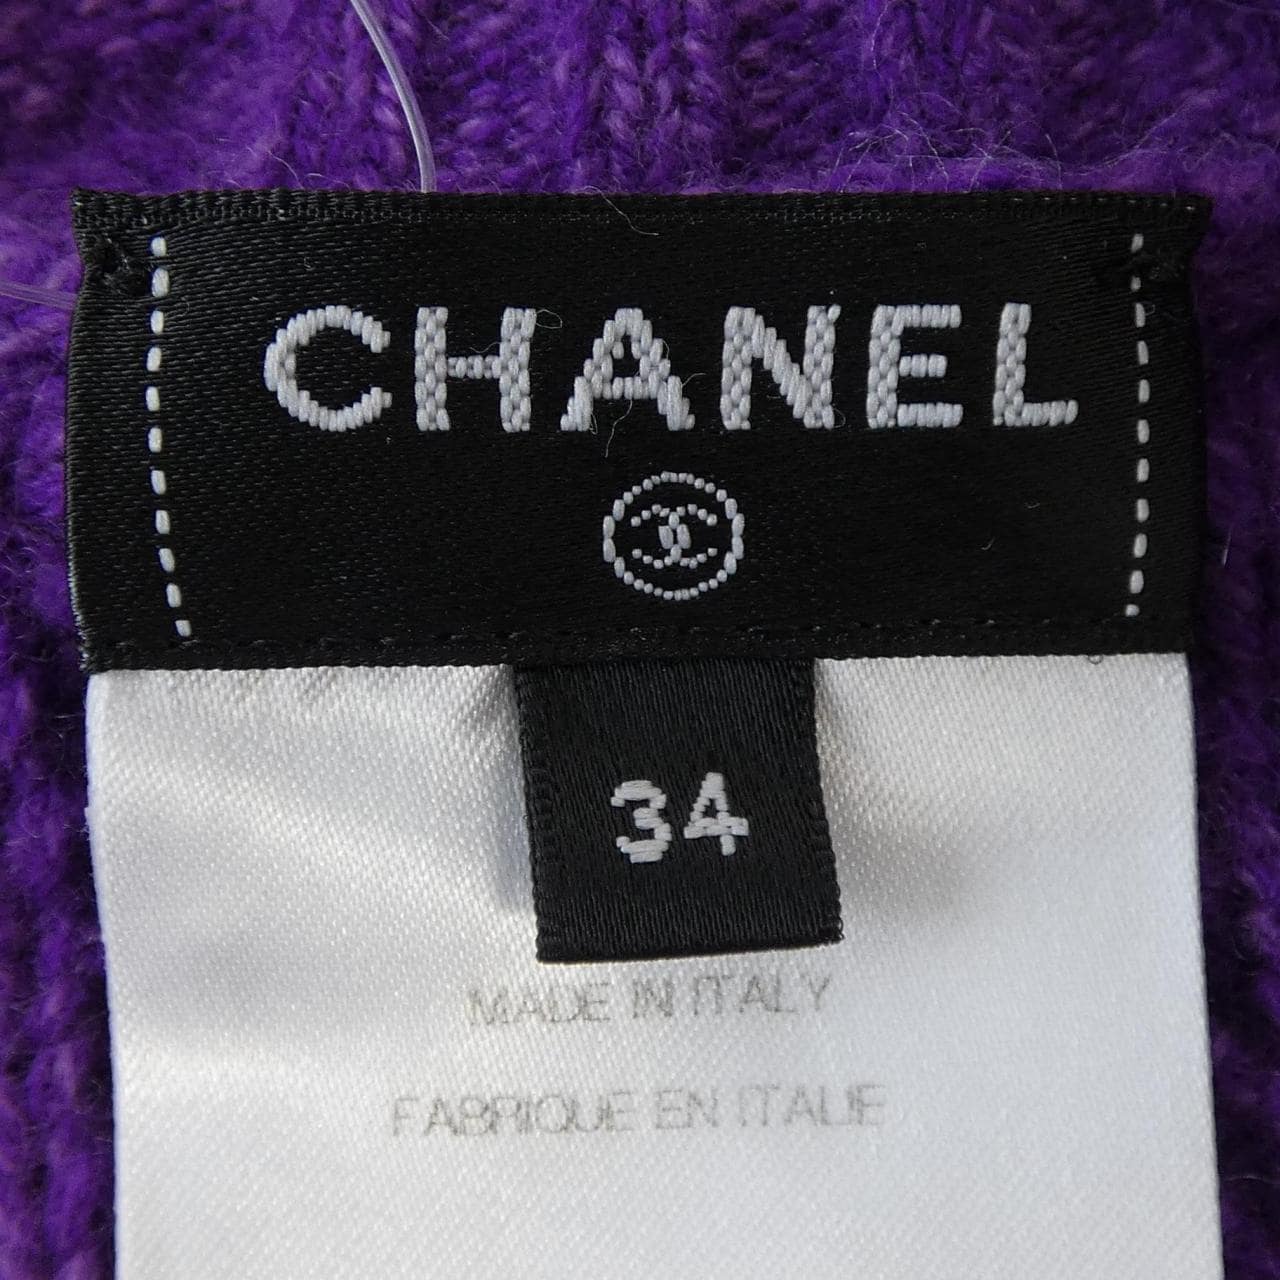 CHANEL
34
MADE IN ITALY
FABRIQUE EN ITALIE